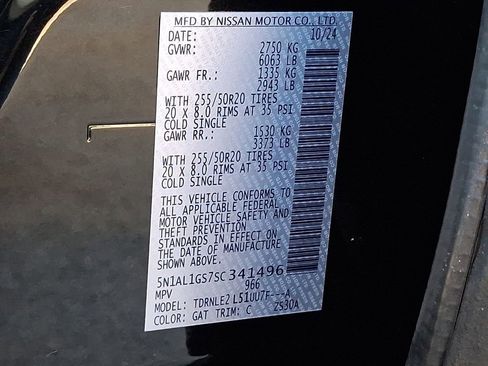 MFD BY NISSAN MOTOR CO., LTD.
DATE: 10/24
GVWR: 2750 KG
6063 LB
GAWR FR.: 1335 KG
2943 LB
WITH 255/50R20 TIRES
20 x 8.0 RIMS AT 35 PSI
COLD SINGLE
GAWR RR.: 1530 KG
3373 LB
WITH 255/50R20 TIRES
20 x 8.0 RIMS AT 35 PSI
COLD SINGLE
THIS VEHICLE CONFORMS TO
ALL APPLICABLE FEDERAL
MOTOR VEHICLE SAFETY AND
THEFT PREVENTION
STANDARDS IN EFFECT ON
THE DATE OF MANUFACTURE
SHOWN ABOVE.
5N1AL1GS7SC341496
MPV 966
MODEL: TDRNLE2 L51UU7F---A
COLOR: GAT TRIM: C ZS30A